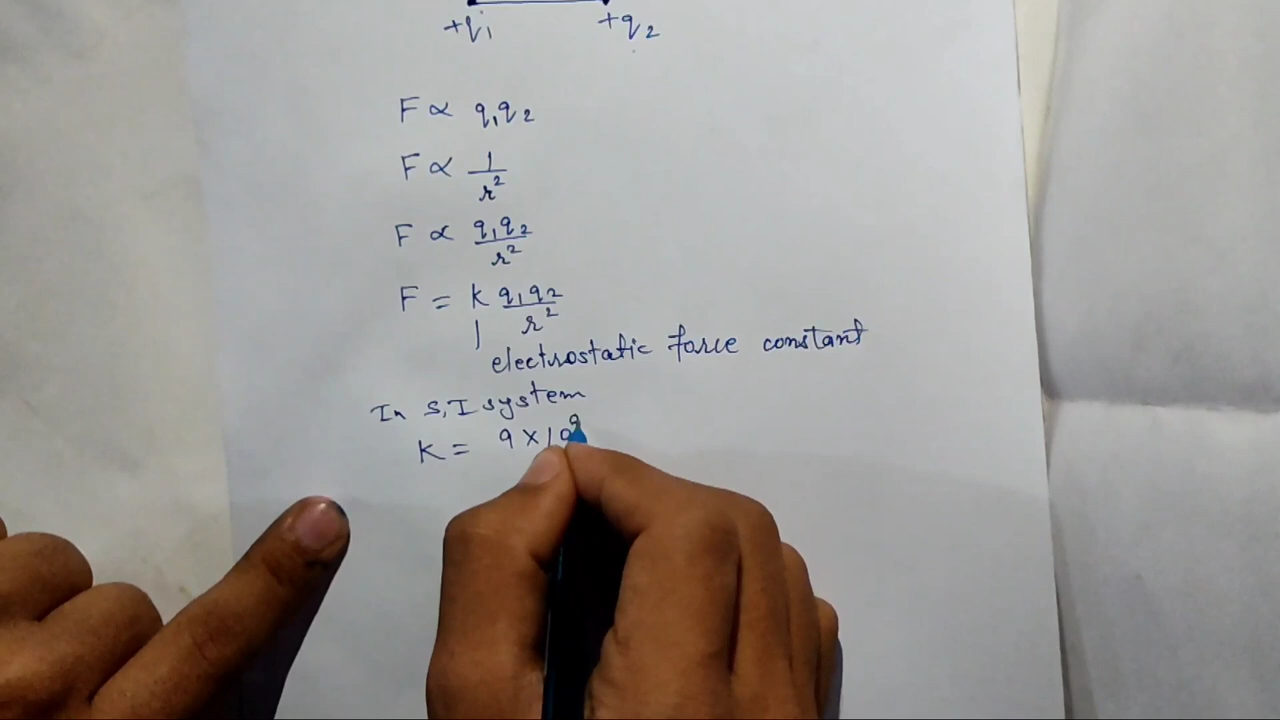 +q1 +q2
F ∝ q1q2
F ∝ 1/r²
F ∝ q1q2/r²
F = K q1q2/r²
electrostatic force constant
In S,I system
K = 9 × 10⁹